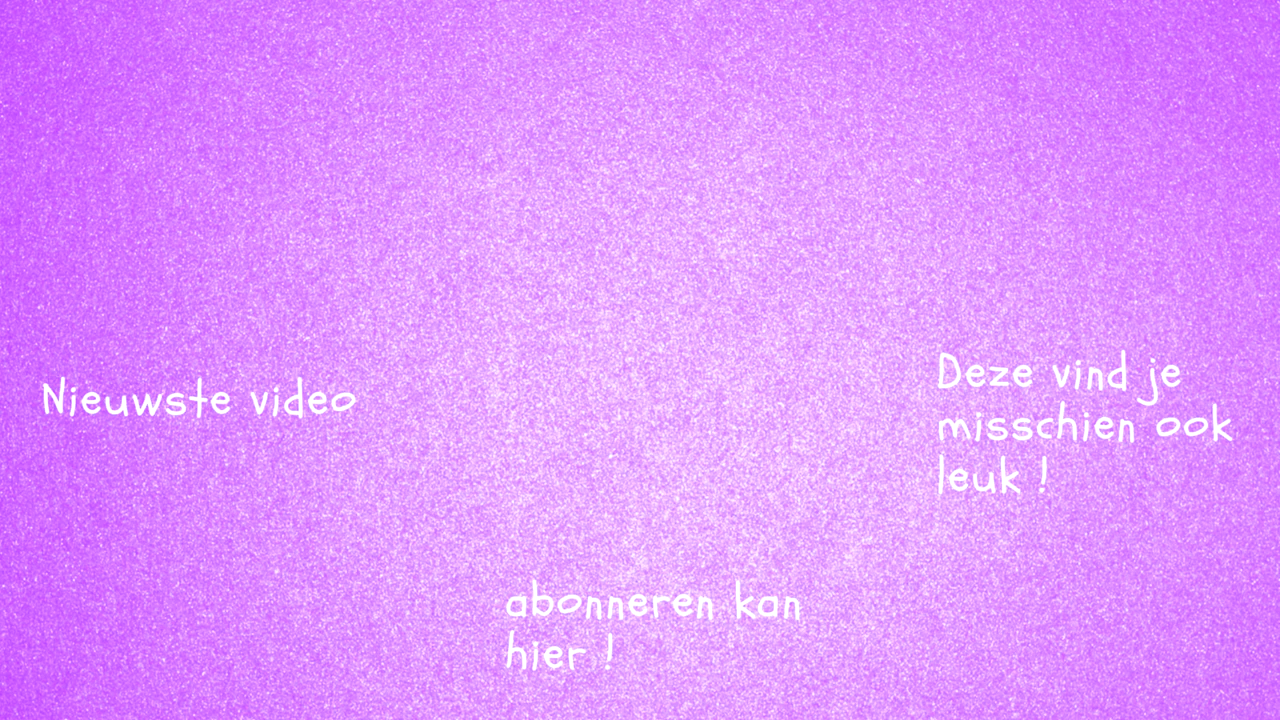 Nieuwste video
Deze vind je
misschien ook
leuk !
abonneren kan
hier !